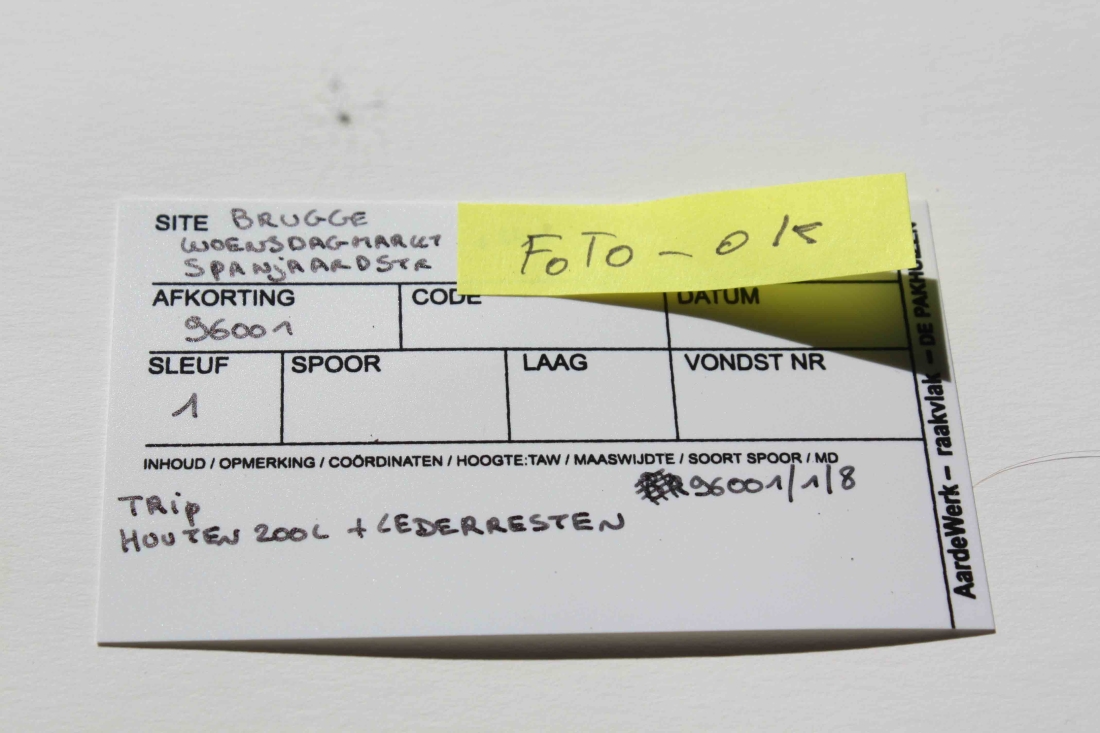 SITE BRUGGE
WOENSDAGMARKT
SPANJAARDSTR
FOTO - OK
AFKORTING CODE DATUM
96001
SLEUF SPOOR LAAG VONDST NR
1
INHOUD / OPMERKING / COÖRDINATEN / HOOGTE:TAW / MAASWIJDTE / SOORT SPOOR / MD
96001/1/8
TRip
HOUTEN ZOOL + LEDERRESTEN
AardeWerk - raakvlak - DE PAKHUIZEN